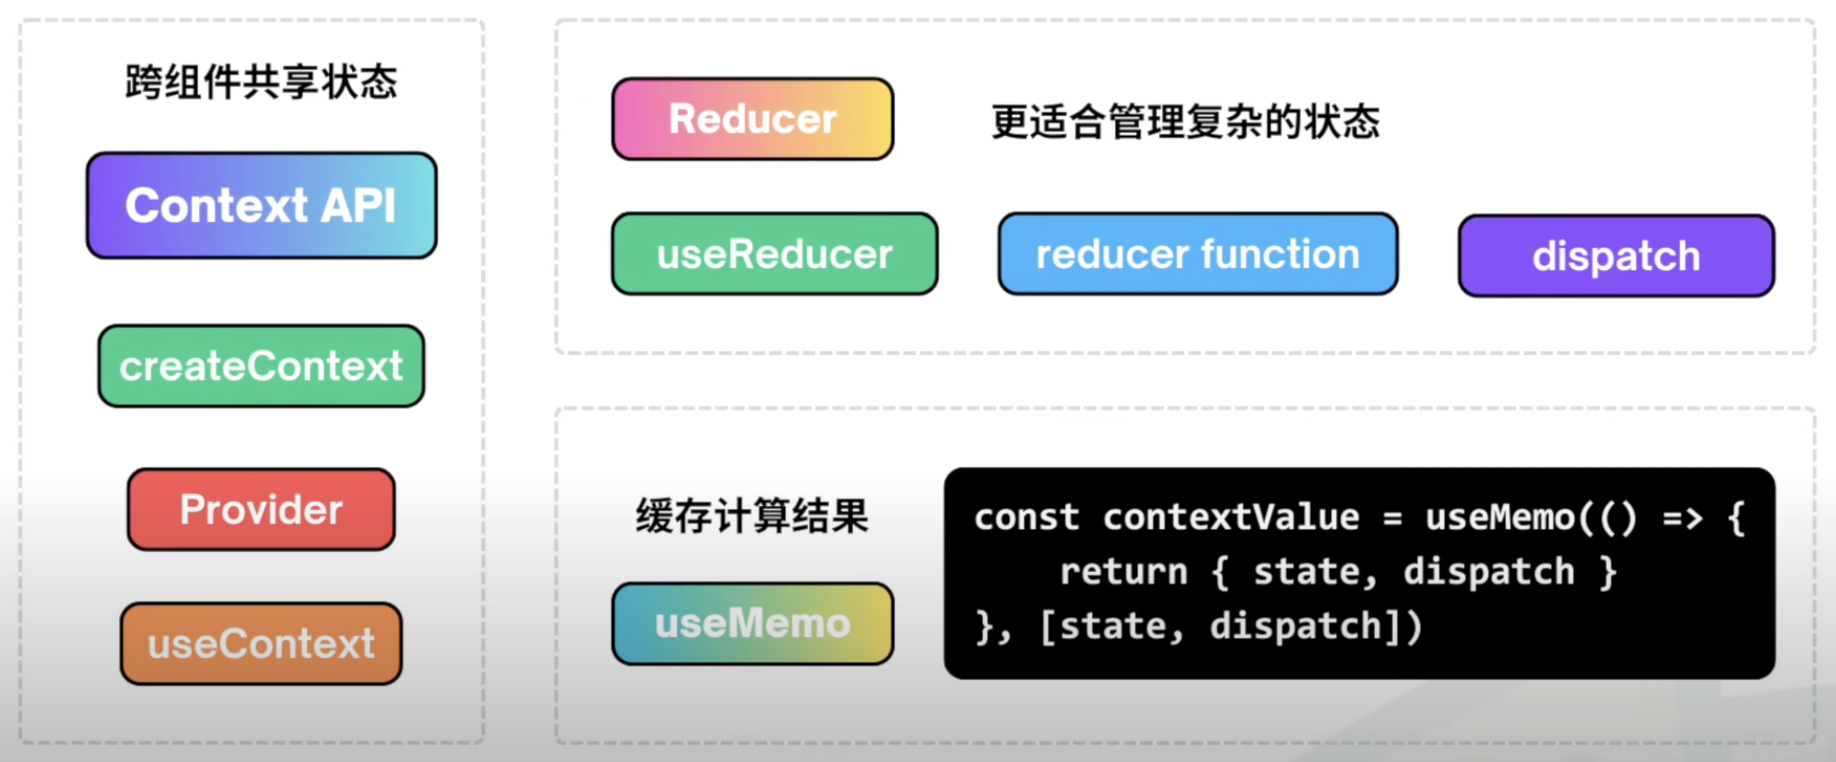 跨组件共享状态
Context API
createContext
Provider
useContext
Reducer
更适合管理复杂的状态
useReducer
reducer function
dispatch
缓存计算结果
useMemo
const contextValue = useMemo(() => {
    return { state, dispatch }
}, [state, dispatch])